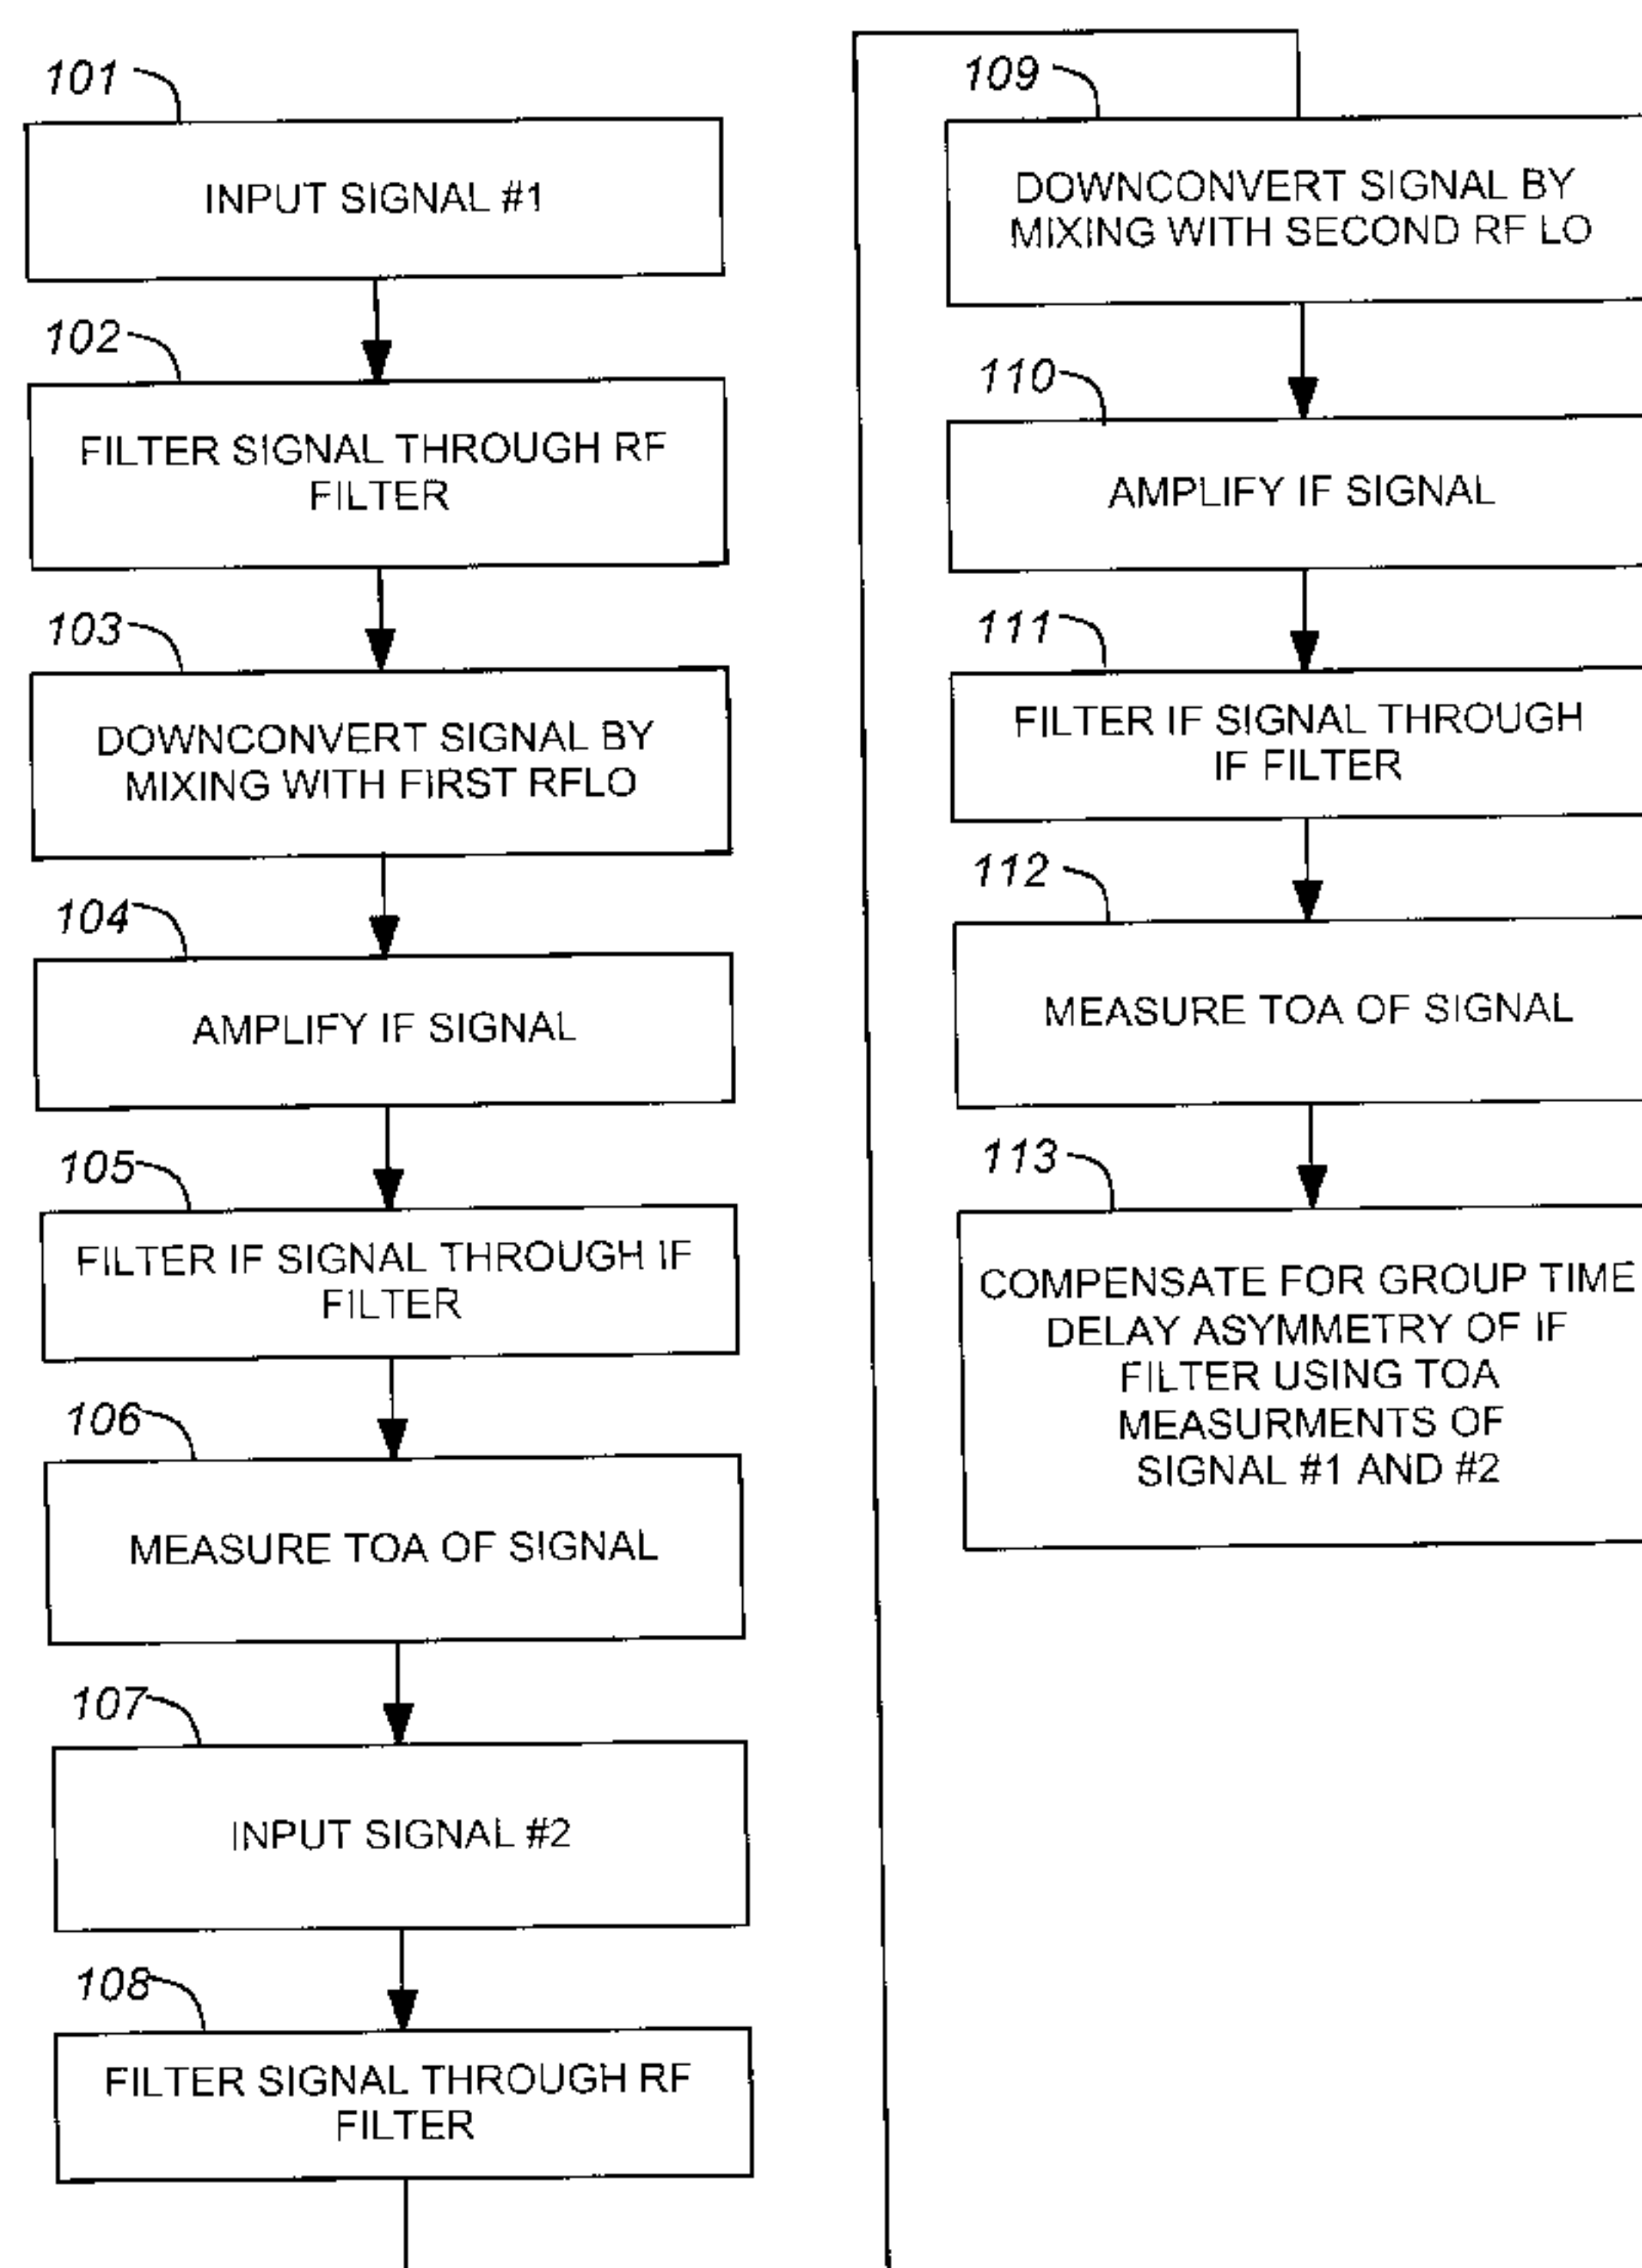 101
INPUT SIGNAL #1
102
FILTER SIGNAL THROUGH RF
FILTER
103
DOWNCONVERT SIGNAL BY
MIXING WITH FIRST RFLO
104
AMPLIFY IF SIGNAL
105
FILTER IF SIGNAL THROUGH IF
FILTER
106
MEASURE TOA OF SIGNAL
107
INPUT SIGNAL #2
108
FILTER SIGNAL THROUGH RF
FILTER
109
DOWNCONVERT SIGNAL BY
MIXING WITH SECOND RF LO
110
AMPLIFY IF SIGNAL
111
FILTER IF SIGNAL THROUGH
IF FILTER
112
MEASURE TOA OF SIGNAL
113
COMPENSATE FOR GROUP TIME
DELAY ASYMMETRY OF IF
FILTER USING TOA
MEASURMENTS OF
SIGNAL #1 AND #2